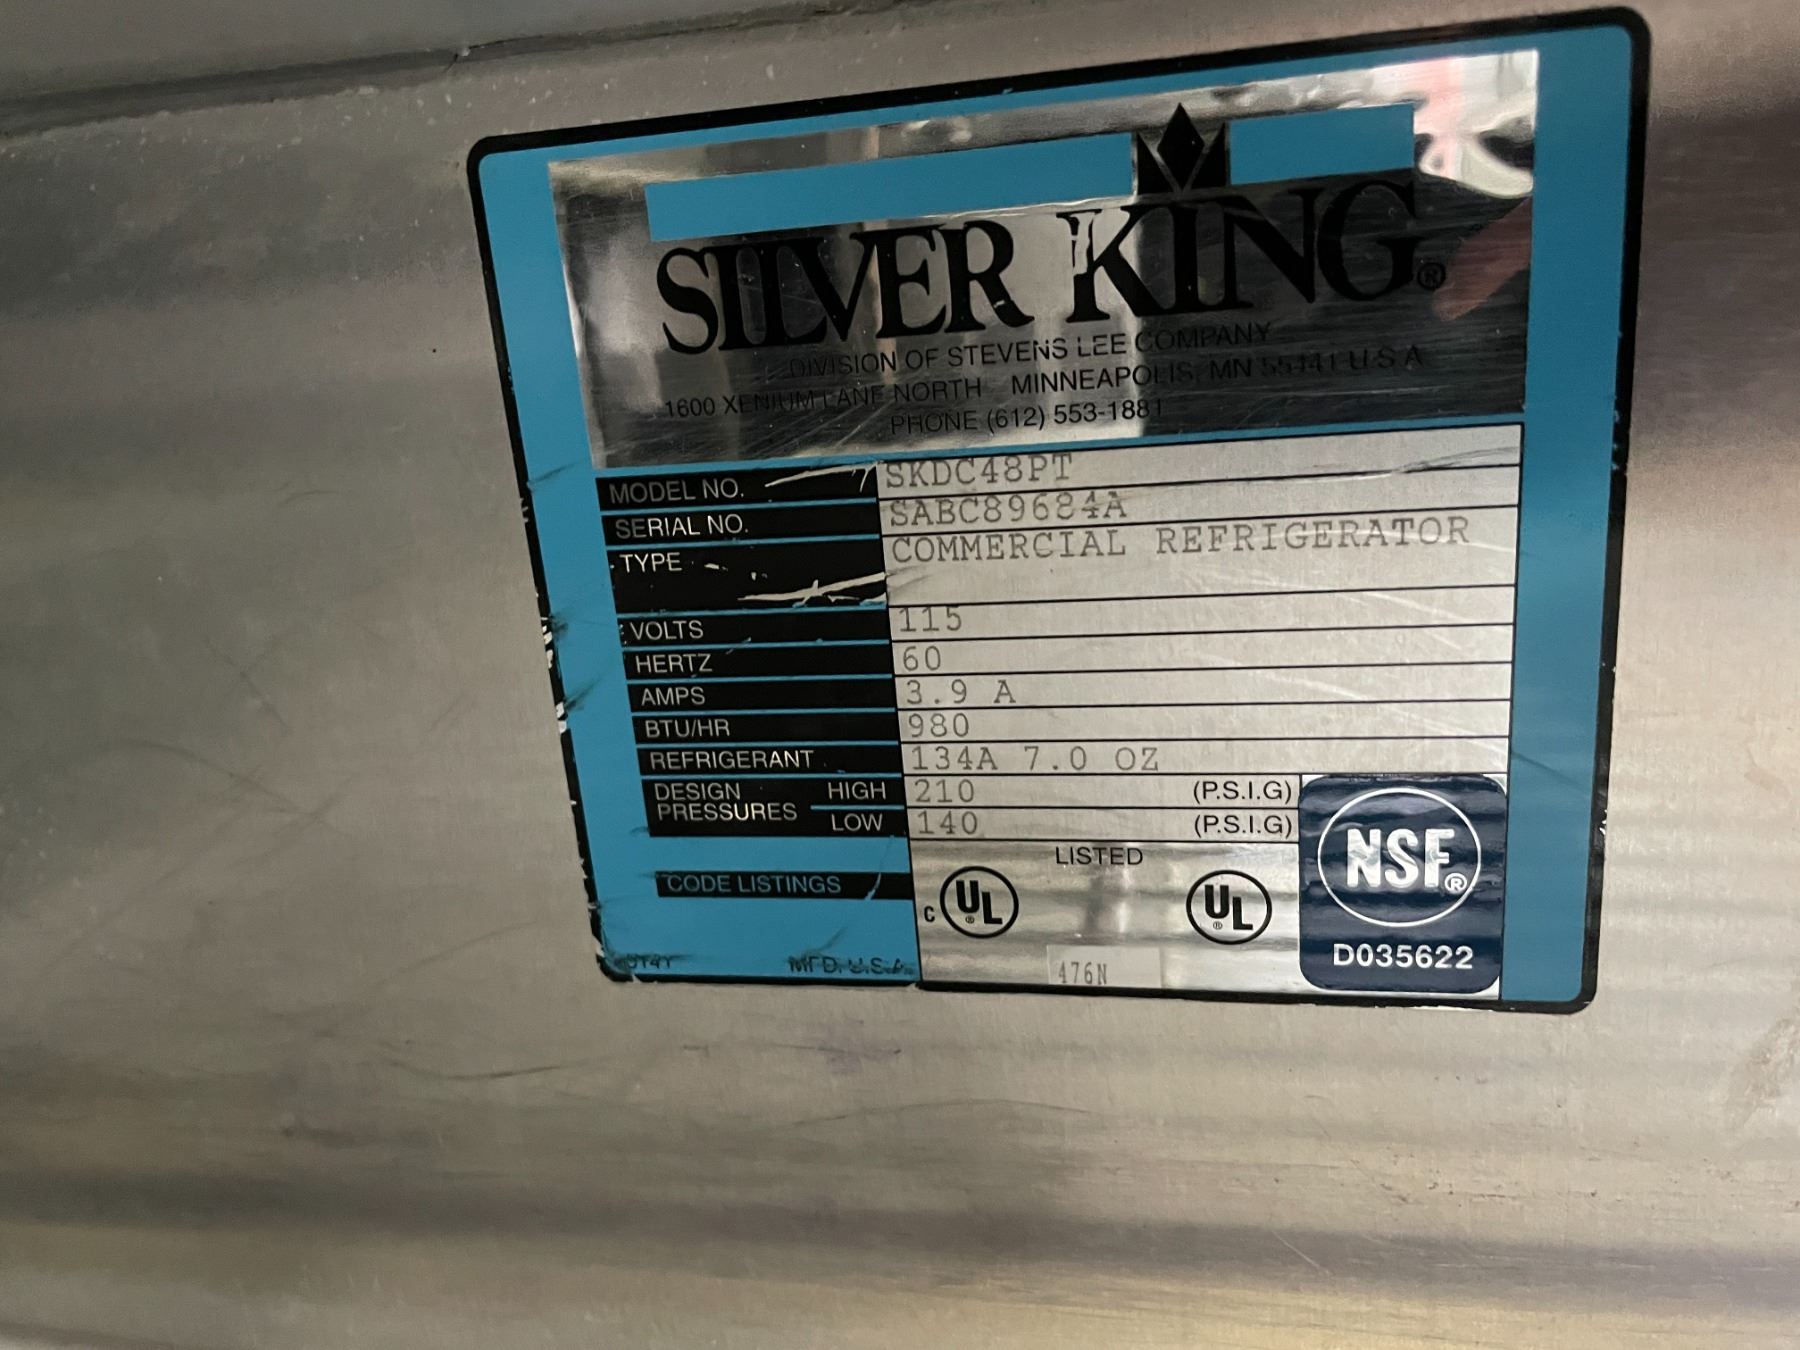 SILVER KING®
DIVISION OF STEVENS LEE COMPANY
1600 XENIUM LANE NORTH MINNEAPOLIS, MN 55441 U.S.A
PHONE (612) 553-1881
MODEL NO. SKDC48PT
SERIAL NO. SABC89684A
TYPE COMMERCIAL REFRIGERATOR
VOLTS 115
HERTZ 60
AMPS 3.9 A
BTU/HR 980
REFRIGERANT 134A 7.0 OZ
DESIGN PRESSURES HIGH 210 (P.S.I.G)
LOW 140 (P.S.I.G)
LISTED
CODE LISTINGS
c UL® UL®
NSF®
D035622
MFD. U.S.A.
476N